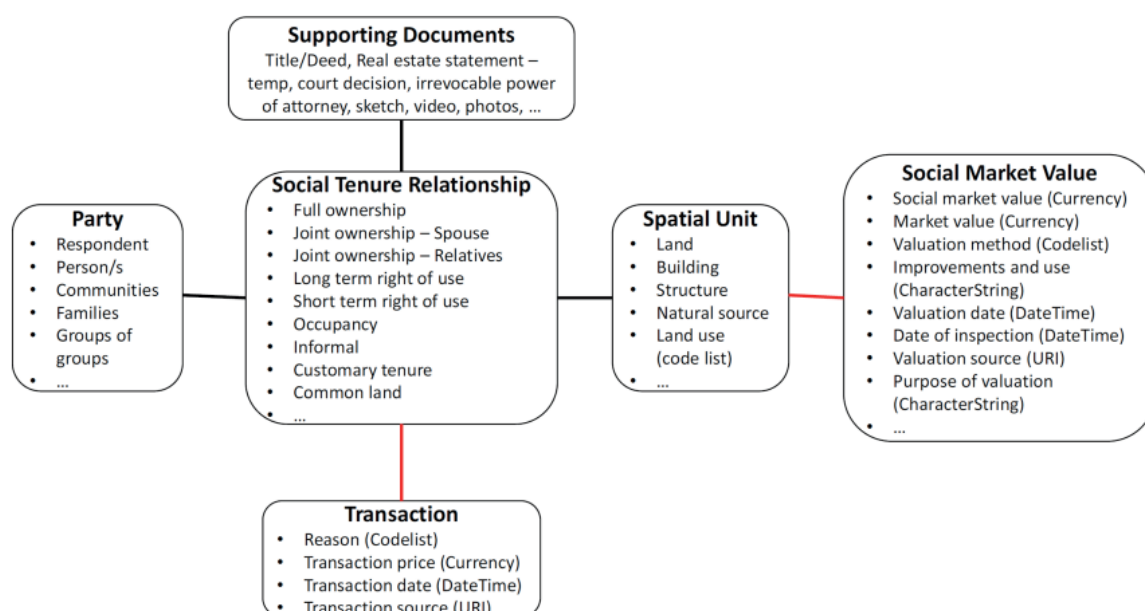 Supporting Documents
Title/Deed, Real estate statement –
temp, court decision, irrevocable power
of attorney, sketch, video, photos, ...
Social Tenure Relationship
• Full ownership
• Joint ownership – Spouse
• Joint ownership – Relatives
• Long term right of use
• Short term right of use
• Occupancy
• Informal
• Customary tenure
• Common land
• ...
Party
• Respondent
• Person/s
• Communities
• Families
• Groups of
groups
• ...
Spatial Unit
• Land
• Building
• Structure
• Natural source
• Land use
(code list)
• ...
Social Market Value
• Social market value (Currency)
• Market value (Currency)
• Valuation method (Codelist)
• Improvements and use
(CharacterString)
• Valuation date (DateTime)
• Date of inspection (DateTime)
• Valuation source (URI)
• Purpose of valuation
(CharacterString)
• ...
Transaction
• Reason (Codelist)
• Transaction price (Currency)
• Transaction date (DateTime)
• Transaction source (URI)